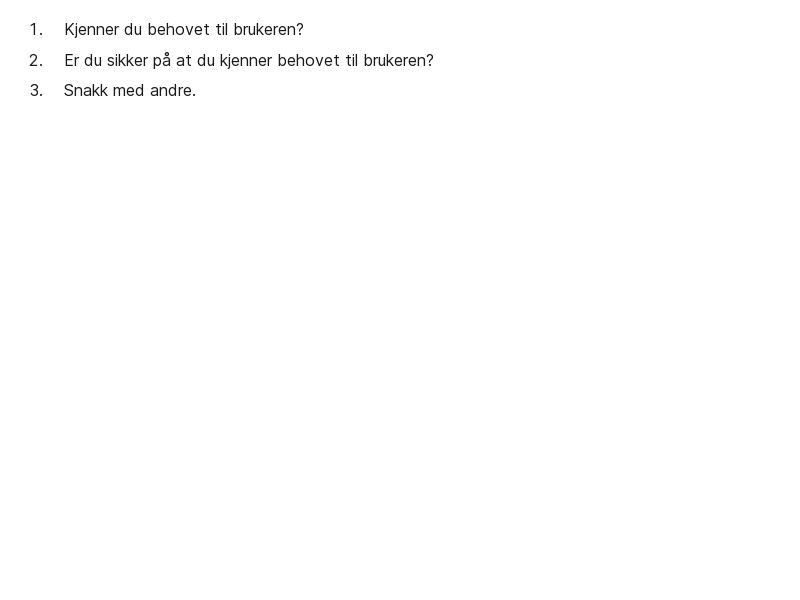 1. Kjenner du behovet til brukeren?
2. Er du sikker på at du kjenner behovet til brukeren?
3. Snakk med andre.